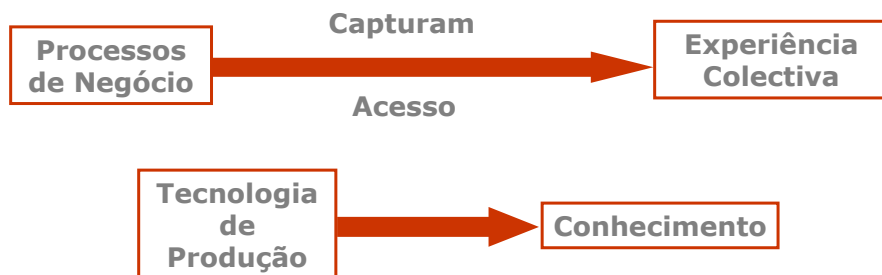 Capturam
Processos
de Negócio
Experiência
Colectiva
Acesso
Tecnologia
de
Produção
Conhecimento